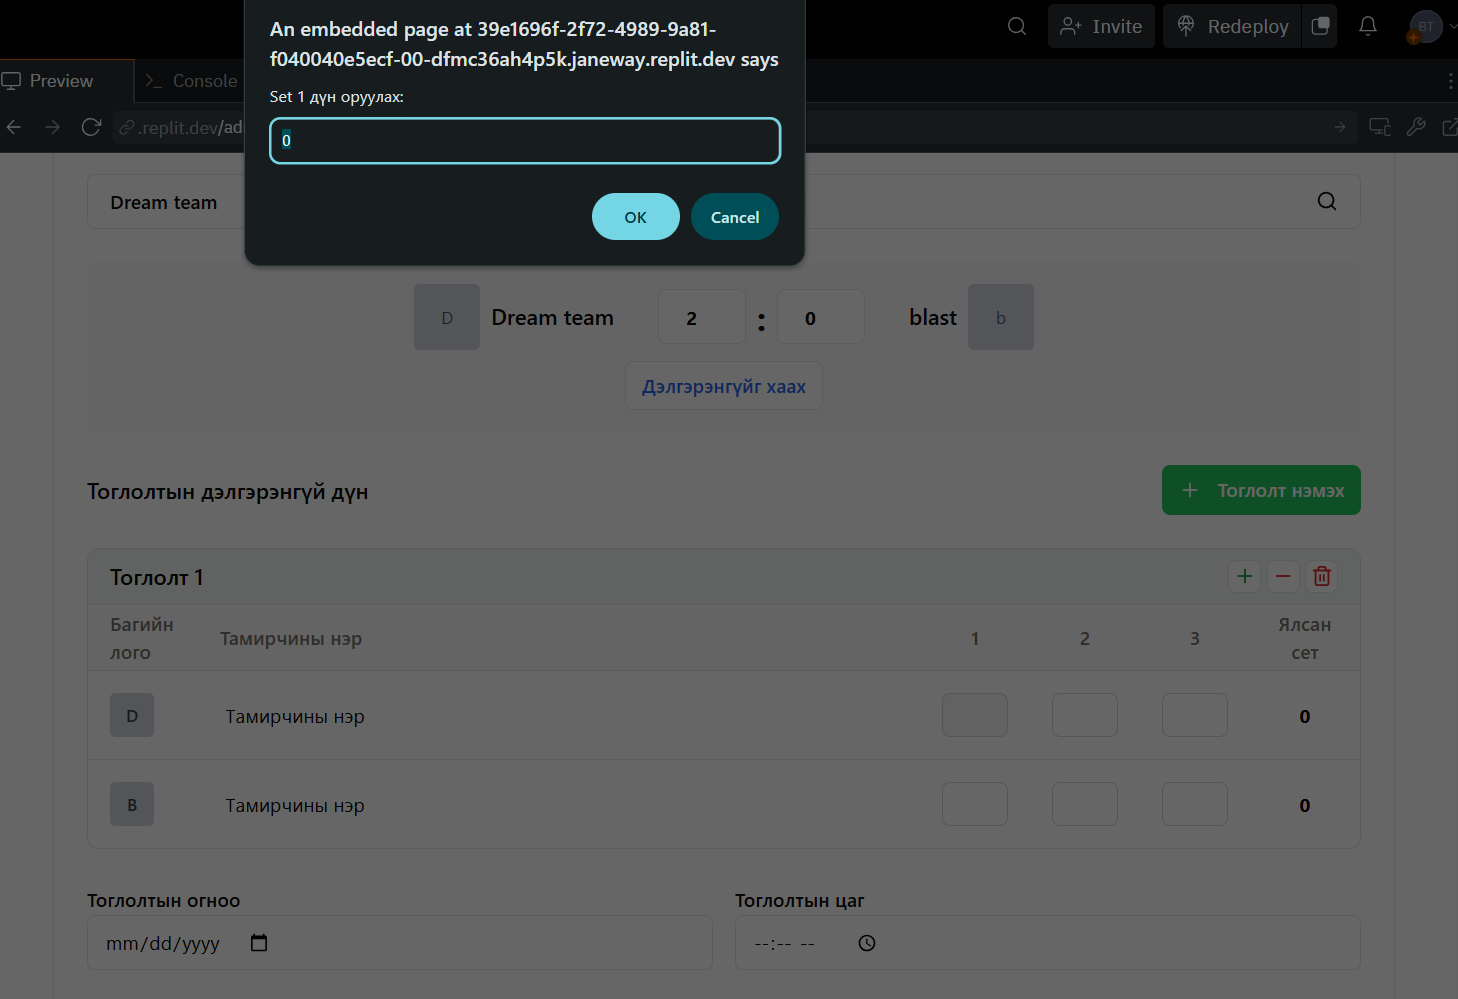 An embedded page at 39e1696f-2f72-4989-9a81-
f040040e5ecf-00-dfmc36ah4p5k.janeway.replit.dev says
Set 1 дүн оруулах:
0
OK Cancel
Invite Redeploy BT
Preview Console
.replit.dev/ad
Dream team
D Dream team 2 : 0 blast b
Дэлгэрэнгүйг хаах
Тоглолтын дэлгэрэнгүй дүн + Тоглолт нэмэх
Тоглолт 1
Багийн
лого
Тамирчины нэр 1 2 3
Ялсан
сет
D Тамирчины нэр 0
B Тамирчины нэр 0
Тоглолтын огноо Тоглолтын цаг
mm/dd/yyyy --:-- --